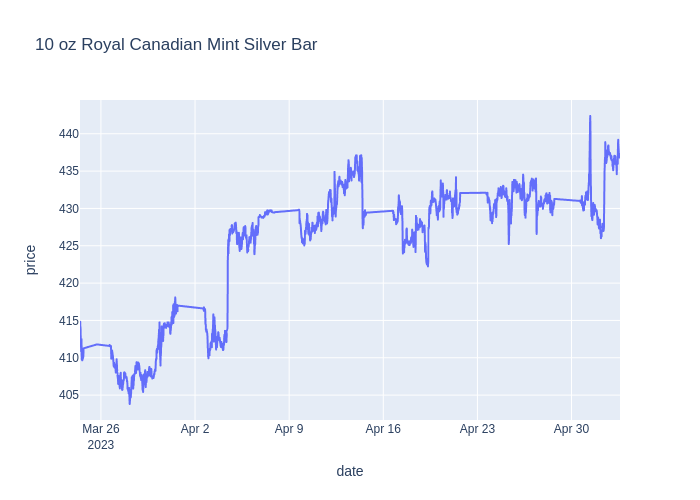 10 oz Royal Canadian Mint Silver Bar
price
440
435
430
425
420
415
410
405
Mar 26
2023
Apr 2
Apr 9
Apr 16
Apr 23
Apr 30
date